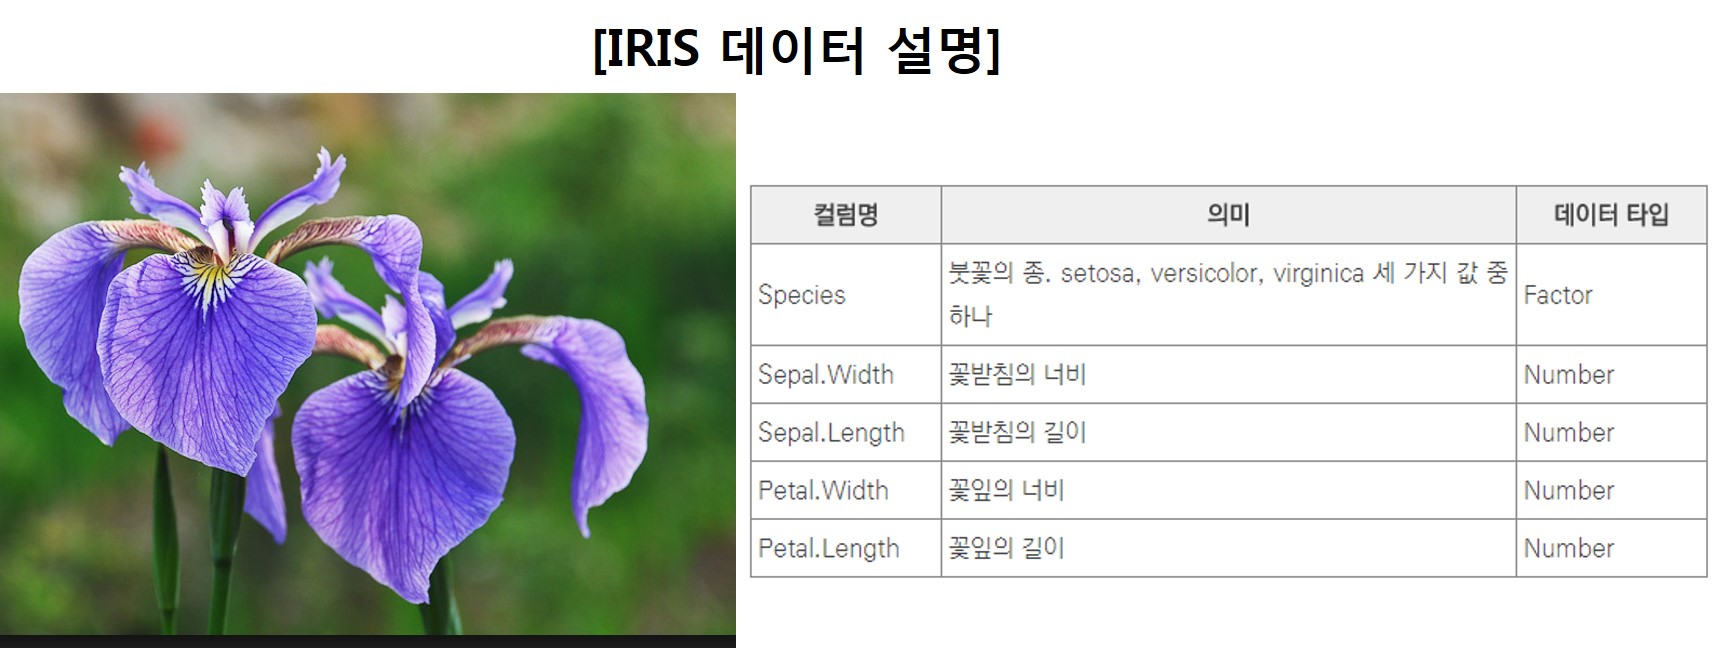 [IRIS 데이터 설명]
컬럼명 의미 데이터 타입
Species 붓꽃의 종. setosa, versicolor, virginica 세 가지 값 중 하나 Factor
Sepal.Width 꽃받침의 너비 Number
Sepal.Length 꽃받침의 길이 Number
Petal.Width 꽃잎의 너비 Number
Petal.Length 꽃잎의 길이 Number